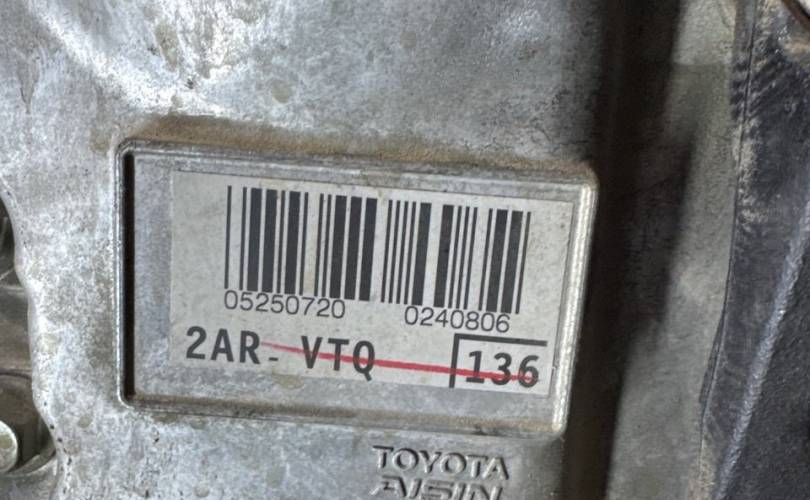 05250720 0240806
2AR- VTQ 136
TOYOTA
AISIN